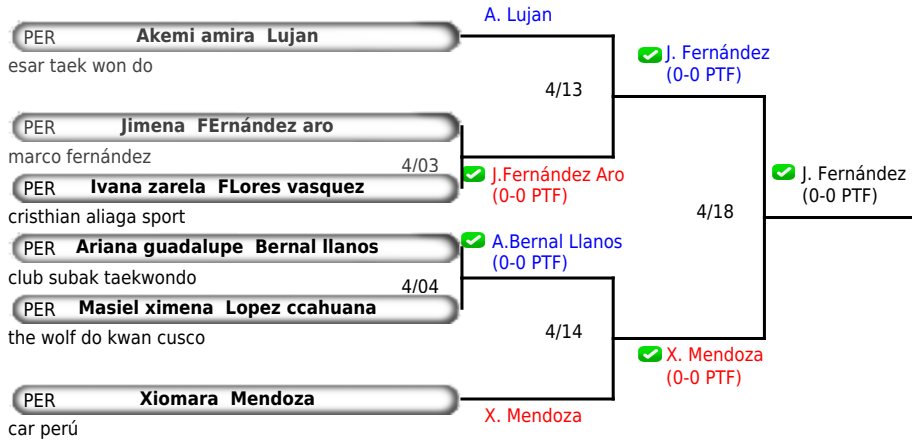 A. Lujan
PER Akemi amira Lujan
esar taek won do
J. Fernández
(0-0 PTF)
4/13
PER Jimena FErnández aro
marco fernández
4/03
J.Fernández Aro
(0-0 PTF)
PER Ivana zarela FLores vasquez
cristhian aliaga sport
J. Fernández
(0-0 PTF)
4/18
PER Ariana guadalupe Bernal llanos
club subak taekwondo
A.Bernal Llanos
(0-0 PTF)
4/04
PER Masiel ximena Lopez ccahuana
the wolf do kwan cusco
4/14
X. Mendoza
(0-0 PTF)
PER Xiomara Mendoza
car perú
X. Mendoza